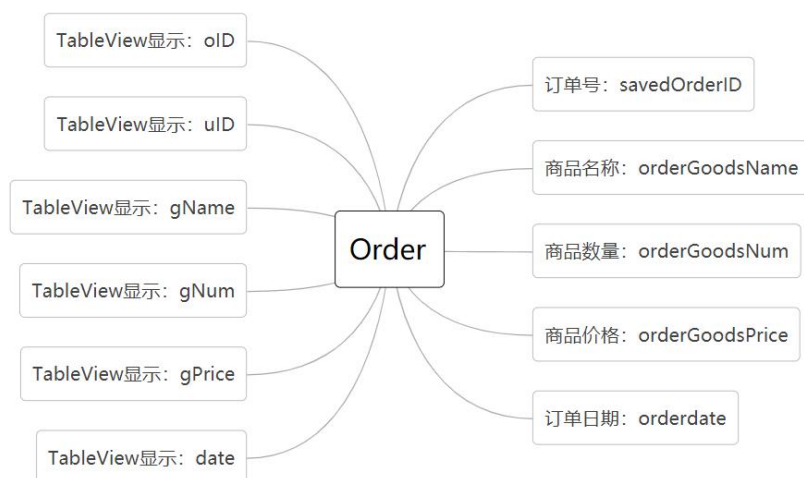 TableView显示：oID
TableView显示：uID
TableView显示：gName
TableView显示：gNum
TableView显示：gPrice
TableView显示：date
Order
订单号：savedOrderID
商品名称：orderGoodsName
商品数量：orderGoodsNum
商品价格：orderGoodsPrice
订单日期：orderdate